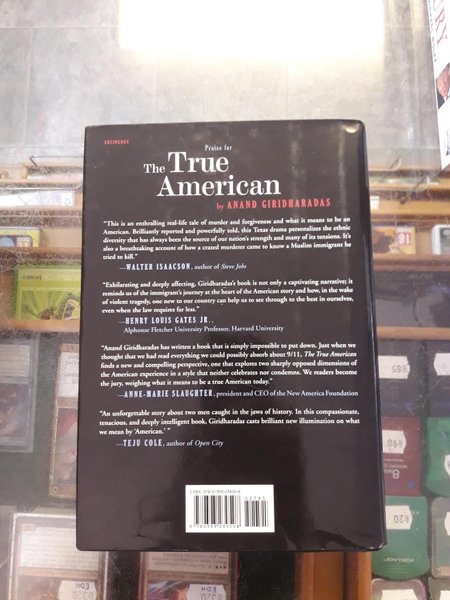 SOCIOLOGY
Praise for
The True
American
by ANAND GIRIDHARADAS
"This is an enthralling real-life tale of murder and forgiveness and what it means to be an
American. Brilliantly reported and powerfully told, this Texas drama personalizes the ethnic
diversity that has always been the source of our nation's strength and many of its tensions. It's
also a breathtaking account of how a crazed murderer came to know a Muslim immigrant he
tried to kill."
—WALTER ISAACSON, author of Steve Jobs
"Exhilarating and deeply affecting, Giridharadas's book is not only a captivating narrative; it
reminds us of the immigrant's journey at the heart of the American story and how, in the wake
of violent tragedy, one new to our country can help us to see through to the best in ourselves,
even when the law requires far less."
—HENRY LOUIS GATES JR.,
Alphonse Fletcher University Professor, Harvard University
"Anand Giridharadas has written a book that is simply impossible to put down. Just when we
thought that we had read everything we could possibly absorb about 9/11, The True American
finds a new and compelling perspective, one that explores two sharply opposed dimensions of
the American experience in a style that neither celebrates nor condemns. We readers become
the jury, weighing what it means to be a true American today."
—ANNE-MARIE SLAUGHTER, president and CEO of the New America Foundation
"An unforgettable story about two men caught in the jaws of history. In this compassionate,
tenacious, and deeply intelligent book, Giridharadas casts brilliant new illumination on what
we mean by 'American.' "
—TEJU COLE, author of Open City
52795
EDH
EDH
€20